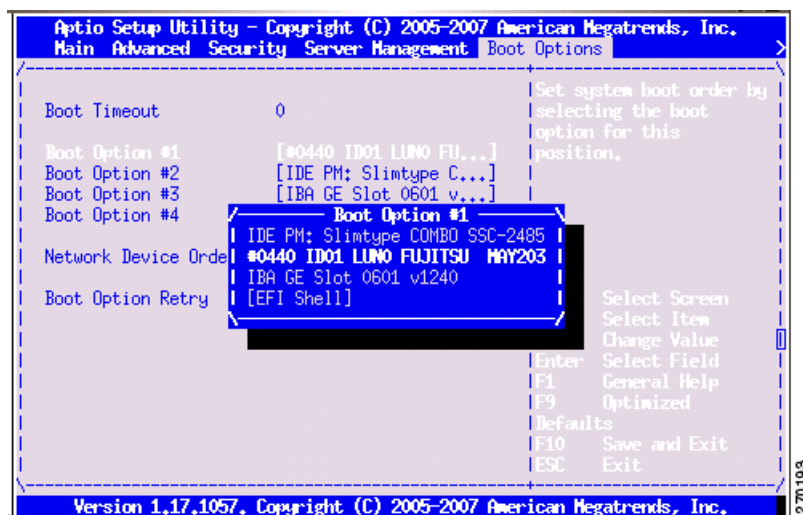 Aptio Setup Utility – Copyright (C) 2005-2007 American Megatrends, Inc.
Main Advanced Security Server Management Boot Options >
Set system boot order by
Boot Timeout 0 selecting the boot
option for this
Boot Option #1 [#0440 ID01 LUN0 FU...] position.
Boot Option #2 [IDE PM: Slimtype C...]
Boot Option #3 [IBA GE Slot 0601 v...]
Boot Option #4
Boot Option #1
IDE PM: Slimtype COMBO SSC-2485
Network Device Orde #0440 ID01 LUN0 FUJITSU MAY203
IBA GE Slot 0601 v1240
Boot Option Retry [EFI Shell] Select Screen
Select Item
Change Value
Enter Select Field
F1 General Help
F9 Optimized
Defaults
F10 Save and Exit
ESC Exit
Version 1.17.1057. Copyright (C) 2005-2007 American Megatrends, Inc.
270193